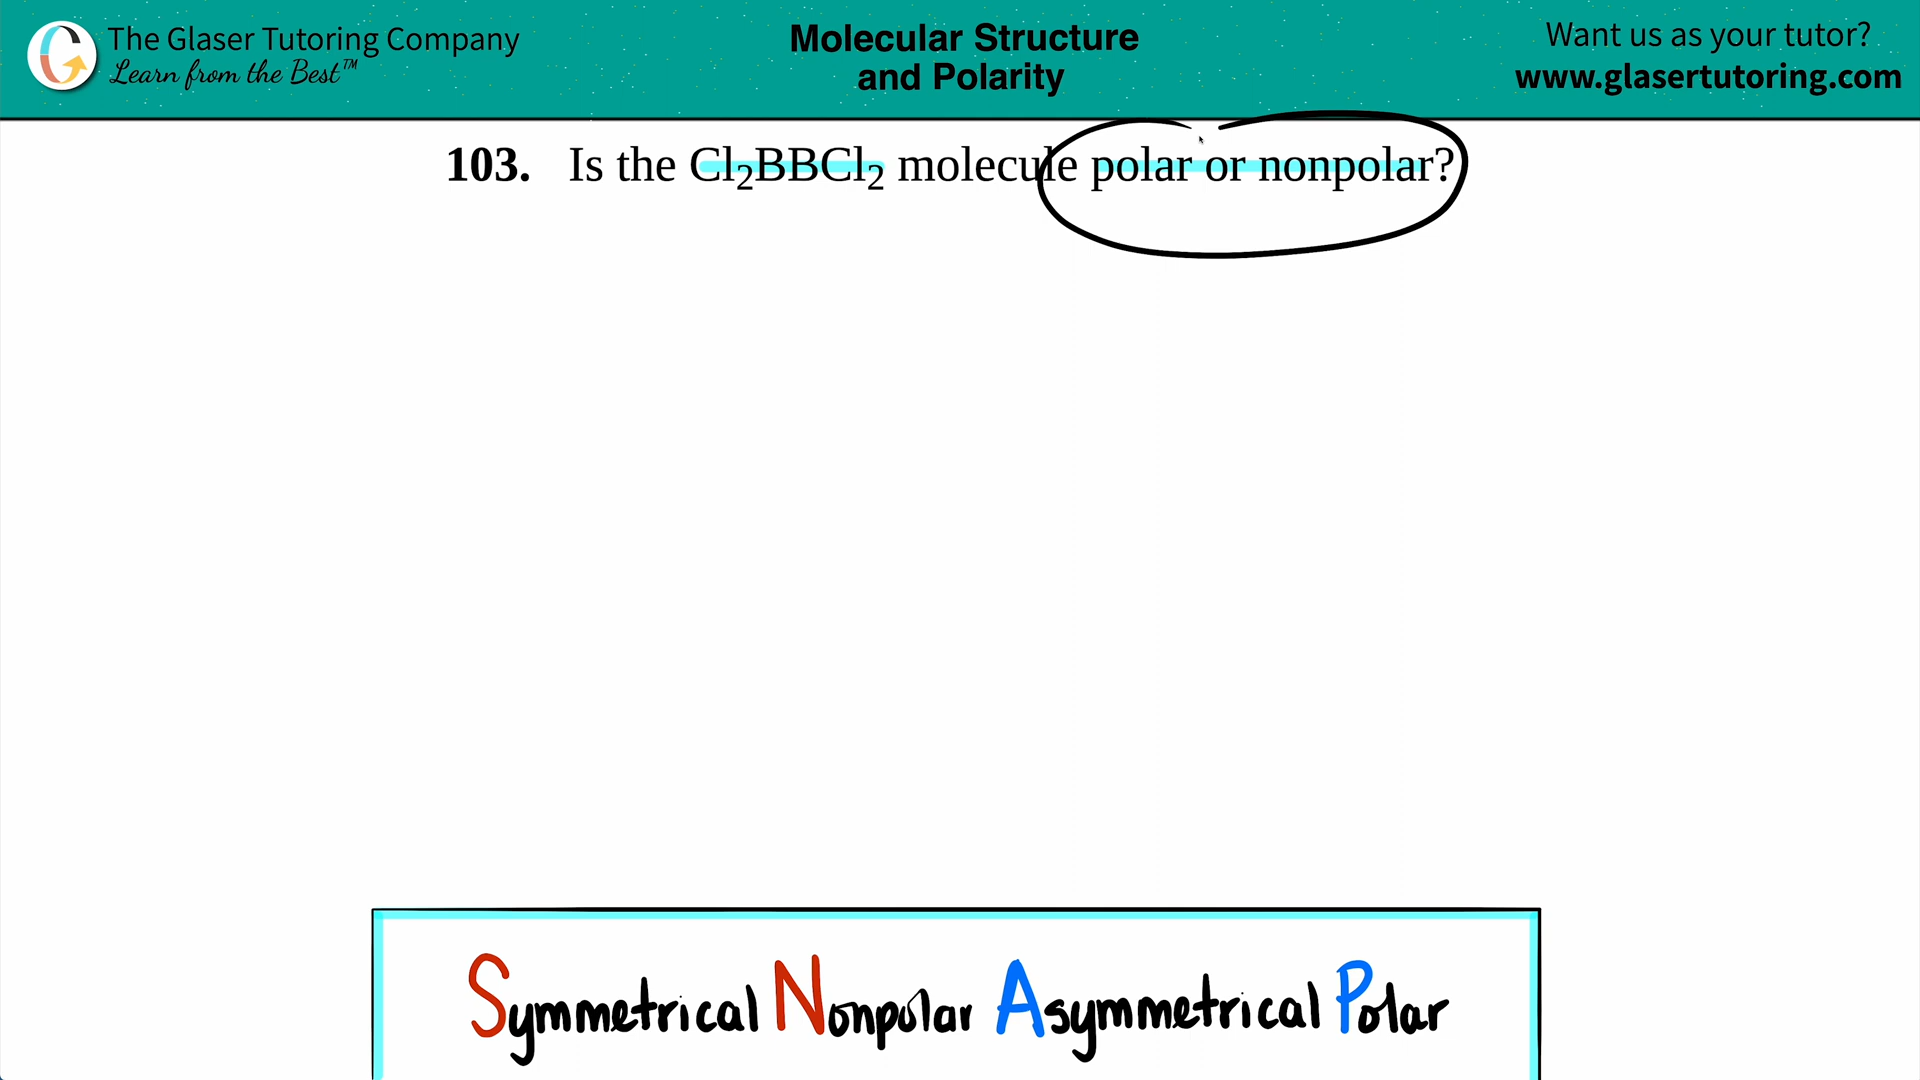 The Glaser Tutoring Company
Learn from the Best™
Molecular Structure
and Polarity
Want us as your tutor?
www.glasertutoring.com
103. Is the Cl₂BBCl₂ molecule polar or nonpolar?
Symmetrical Nonpolar Asymmetrical Polar